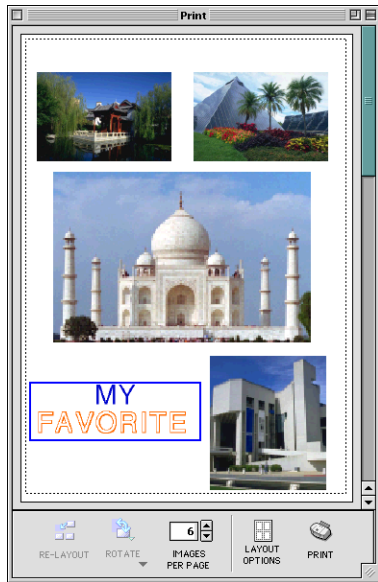 Print
MY
FAVORITE
RE-LAYOUT
ROTATE
6
IMAGES
PER PAGE
LAYOUT
OPTIONS
PRINT